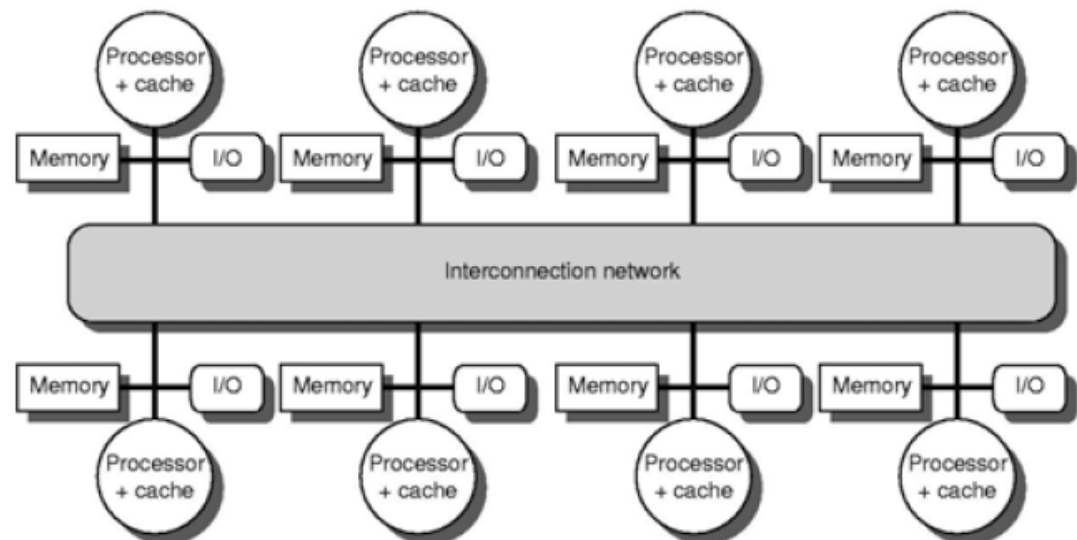 Processor
+ cache
Processor
+ cache
Processor
+ cache
Processor
+ cache
Memory
I/O
Memory
I/O
Memory
I/O
Memory
I/O
Interconnection network
Memory
I/O
Memory
I/O
Memory
I/O
Memory
I/O
Processor
+ cache
Processor
+ cache
Processor
+ cache
Processor
+ cache